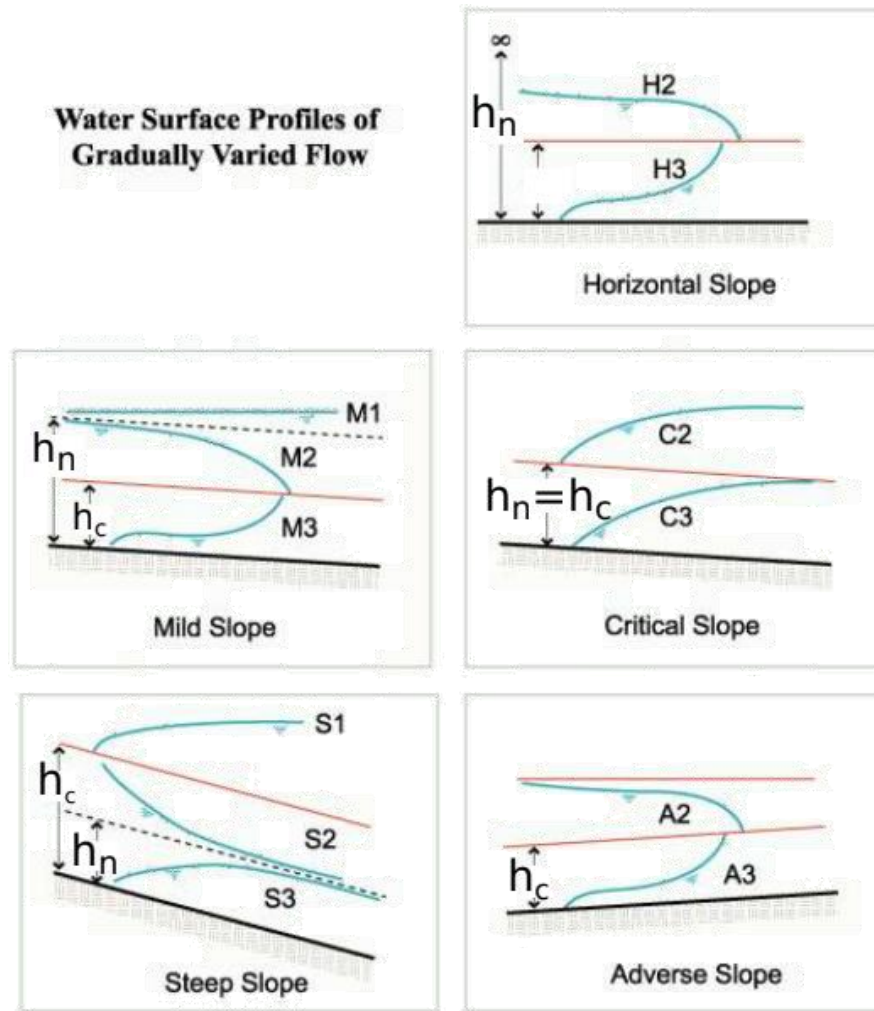 Water Surface Profiles of
Gradually Varied Flow
∞
hn
H2
H3
Horizontal Slope
M1
hn
M2
hc
M3
Mild Slope
C2
hn=hc
C3
Critical Slope
S1
hc
hn
S2
S3
Steep Slope
A2
hc
A3
Adverse Slope